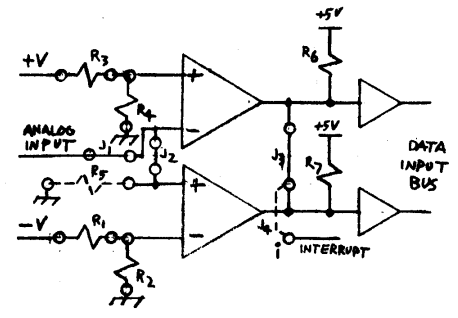 +5V
+V
R3
R6
+
R4
ANALOG
INPUT
J1
J2
-
+5V
J3
R7
DATA
INPUT
BUS
R5
+
-V
R1
-
J4
i
INTERRUPT
R2